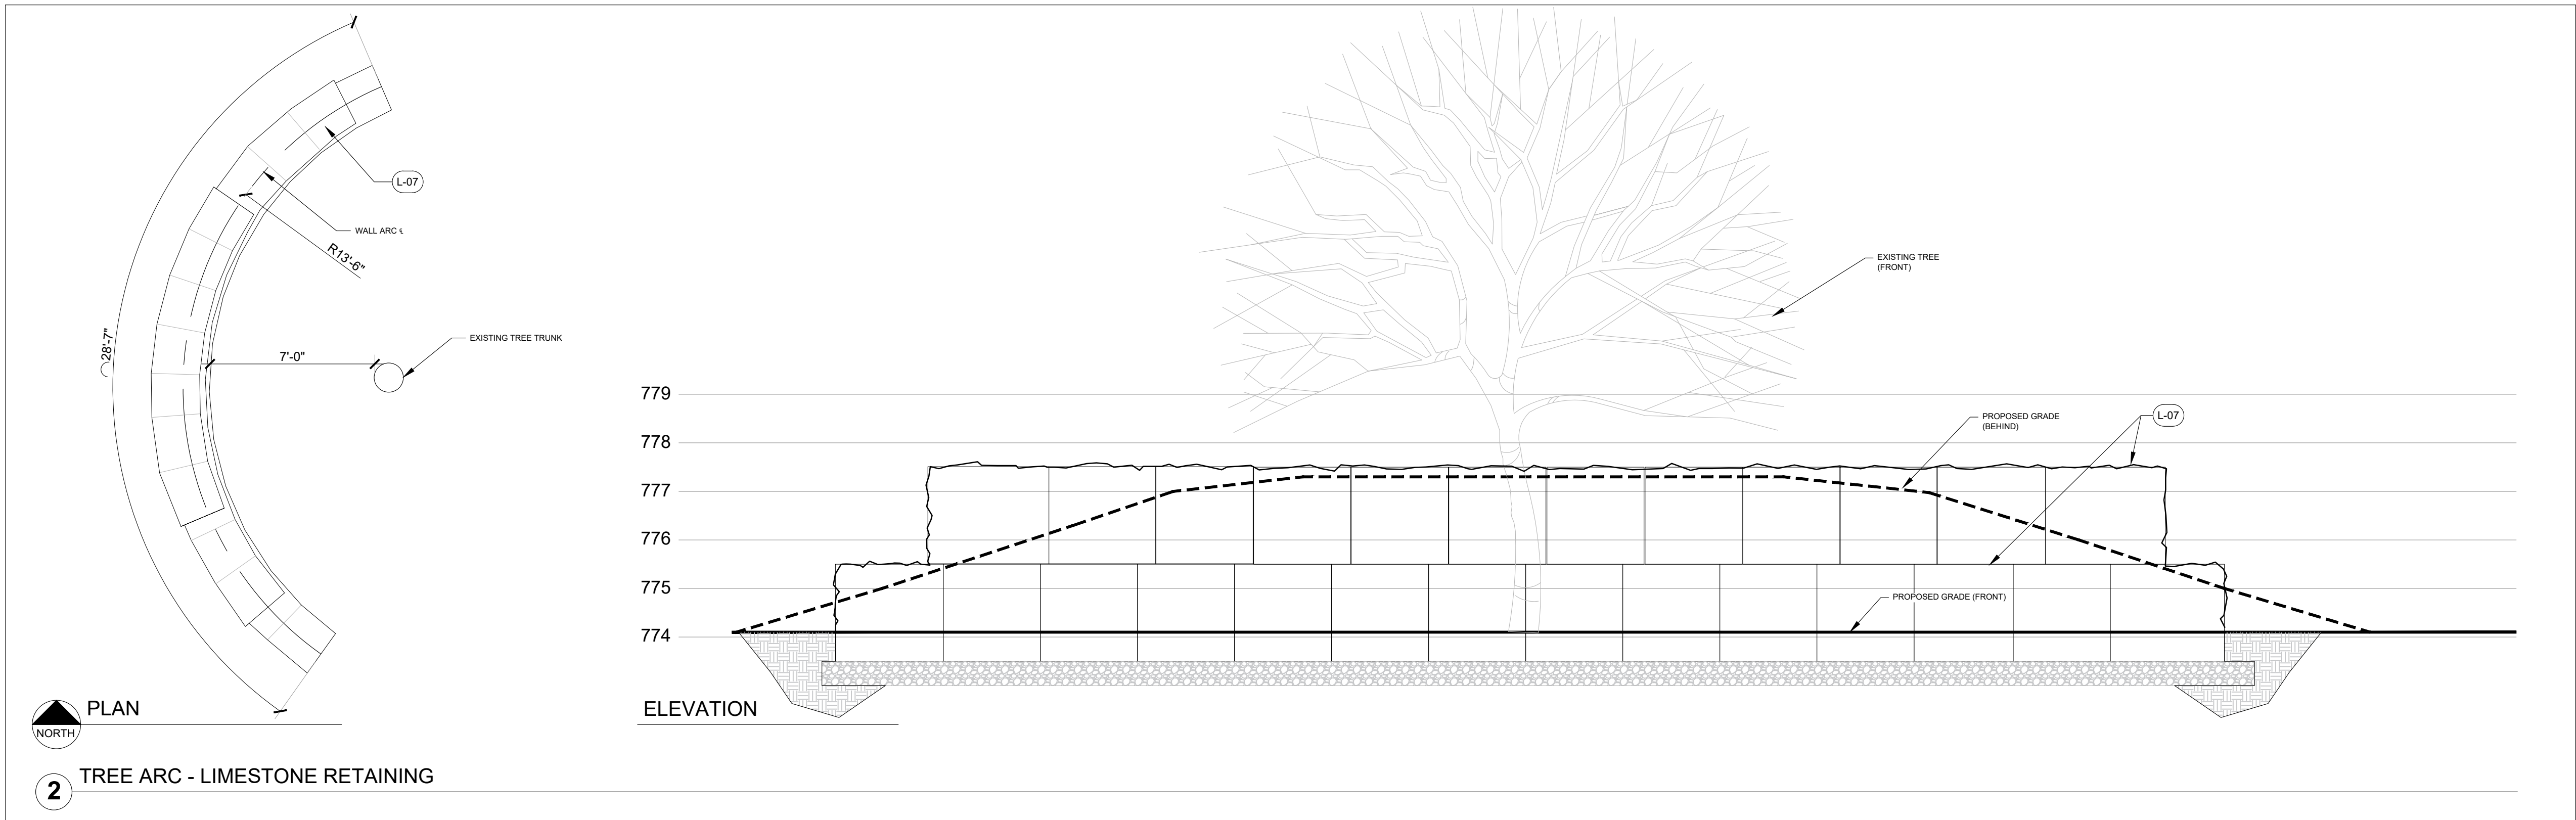 L-07
WALL ARC ℄
R13'-6"
28'-7"
7'-0"
EXISTING TREE TRUNK
PLAN
NORTH
EXISTING TREE
(FRONT)
779
778
777
776
775
774
PROPOSED GRADE
(BEHIND)
L-07
PROPOSED GRADE (FRONT)
ELEVATION
2
TREE ARC - LIMESTONE RETAINING